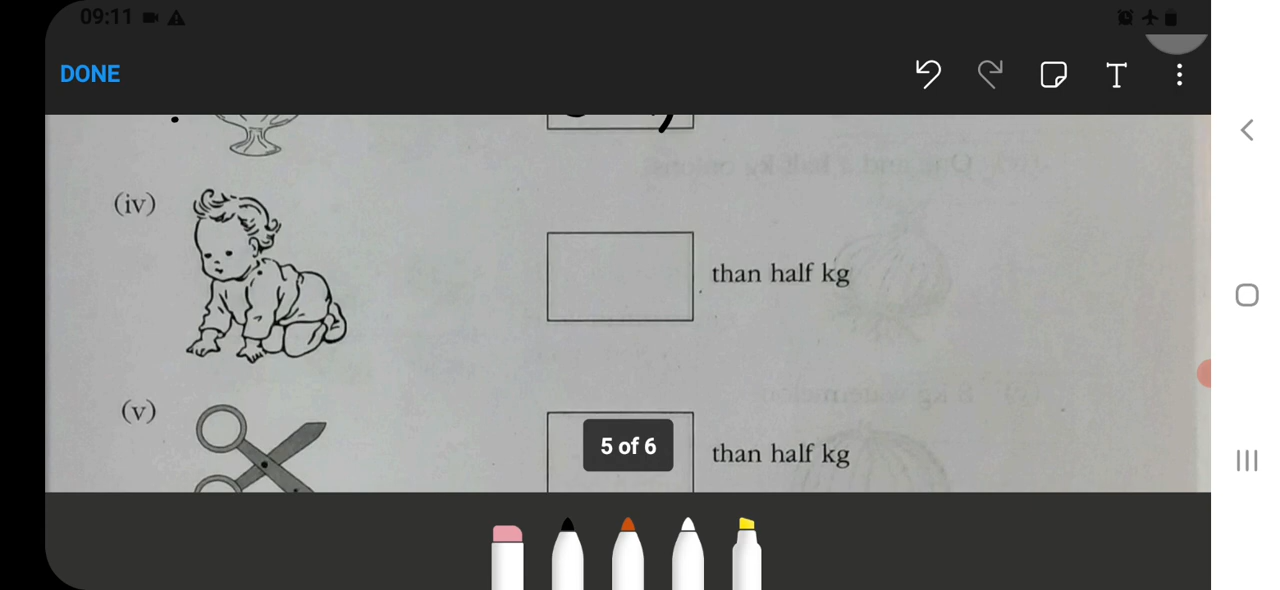 09:11
DONE
T
(iv)
than half kg
(v)
5 of 6
than half kg